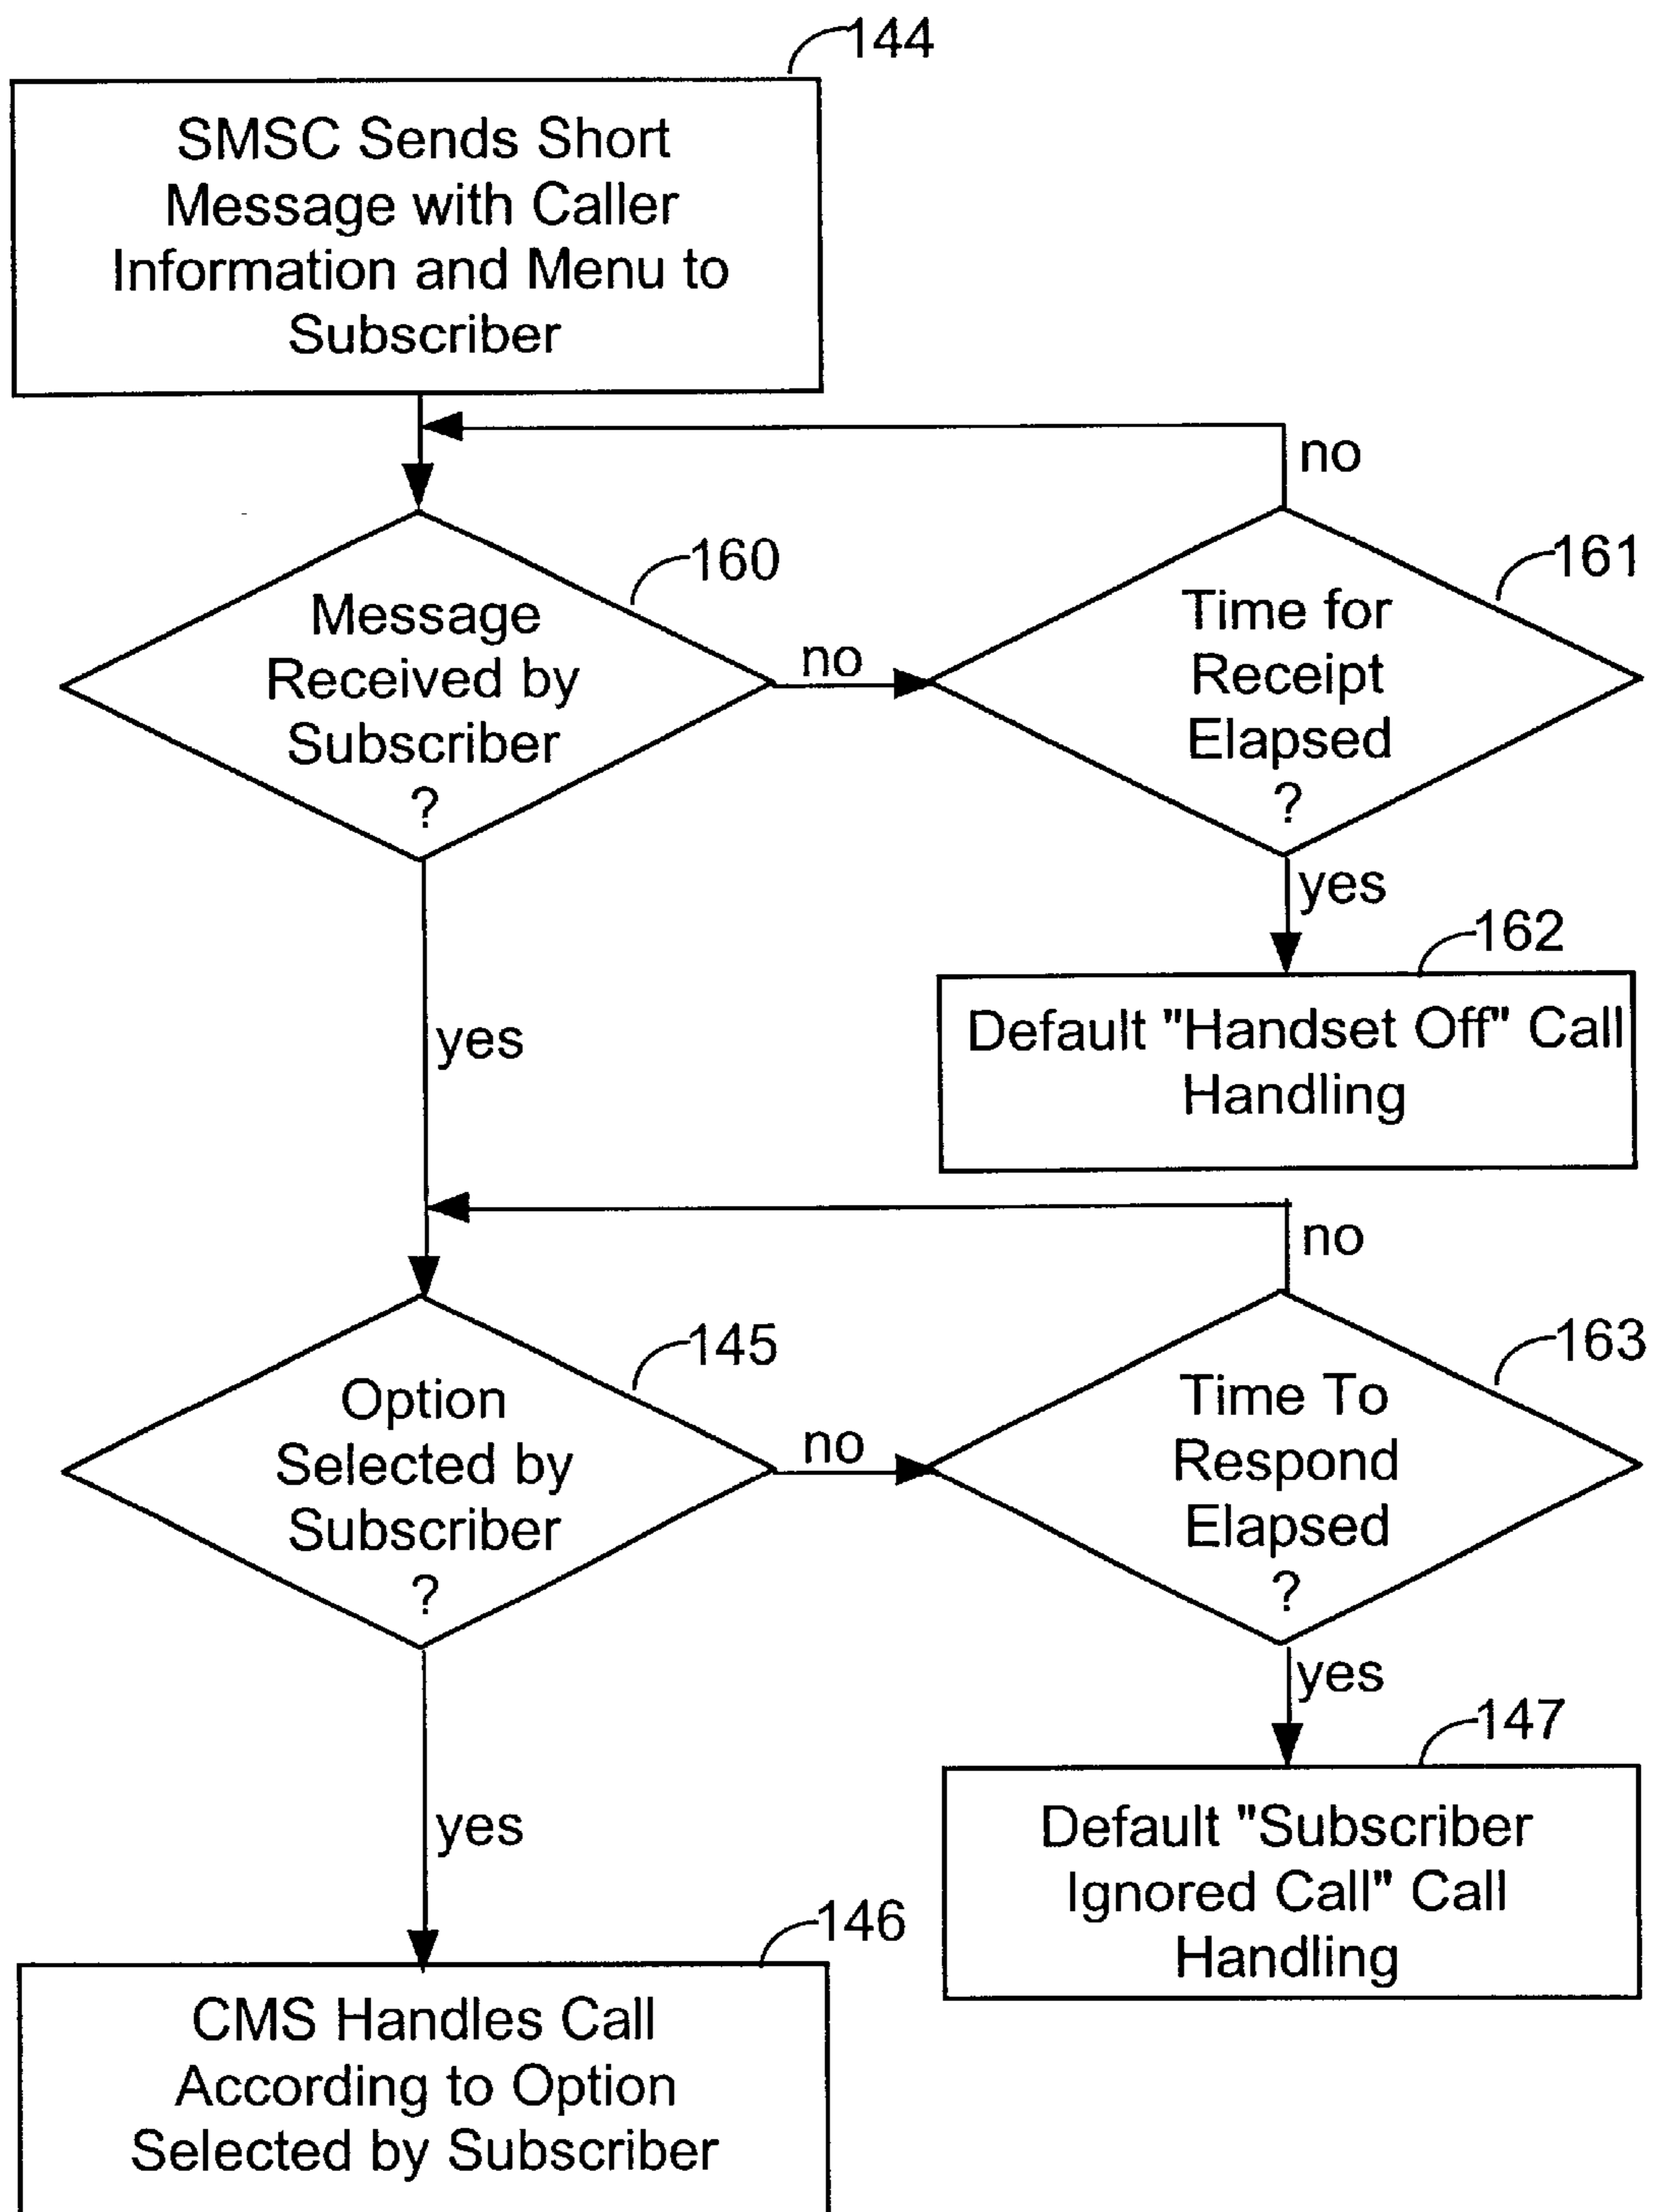 144
SMSC Sends Short
Message with Caller
Information and Menu to
Subscriber
no
160
Message
Received by
Subscriber
?
no
161
Time for
Receipt
Elapsed
?
yes
162
Default "Handset Off" Call
Handling
yes
no
145
Option
Selected by
Subscriber
?
no
163
Time To
Respond
Elapsed
?
yes
147
Default "Subscriber
Ignored Call" Call
Handling
yes
146
CMS Handles Call
According to Option
Selected by Subscriber